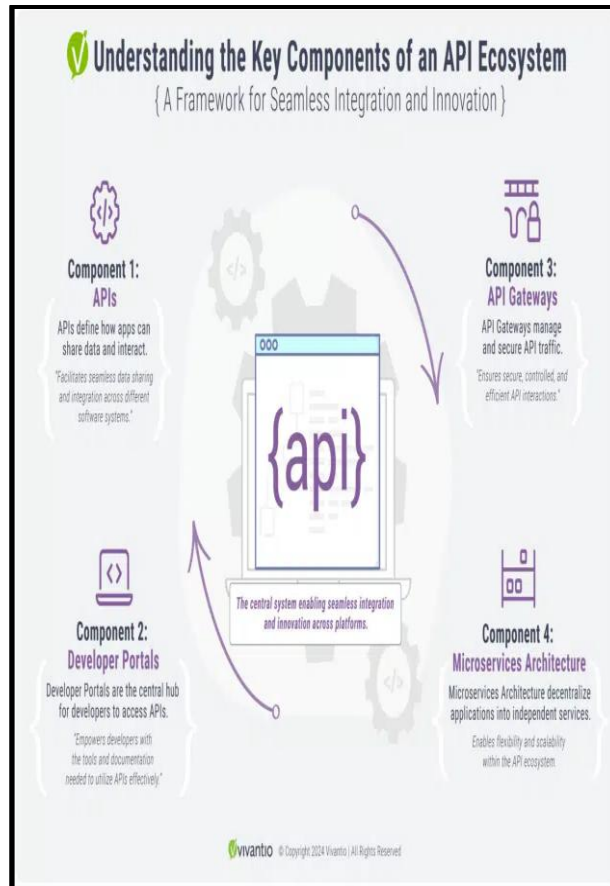 Understanding the Key Components of an API Ecosystem
{ A Framework for Seamless Integration and Innovation }
Component 1:
APIs
APIs define how apps can
share data and interact.
"Facilitates seamless data sharing
and integration across different
software systems."
Component 2:
Developer Portals
Developer Portals are the central hub
for developers to access APIs.
"Empowers developers with
the tools and documentation
needed to utilize APIs effectively."
</>
{api}
The central system enabling seamless integration
and innovation across platforms.
</>
Component 3:
API Gateways
API Gateways manage
and secure API traffic.
"Ensures secure, controlled, and
efficient API interactions."
Component 4:
Microservices Architecture
Microservices Architecture decentralize
applications into independent services.
Enables flexibility and scalability
within the API ecosystem
vivantio © Copyright 2024 Vivantio | All Rights Reserved